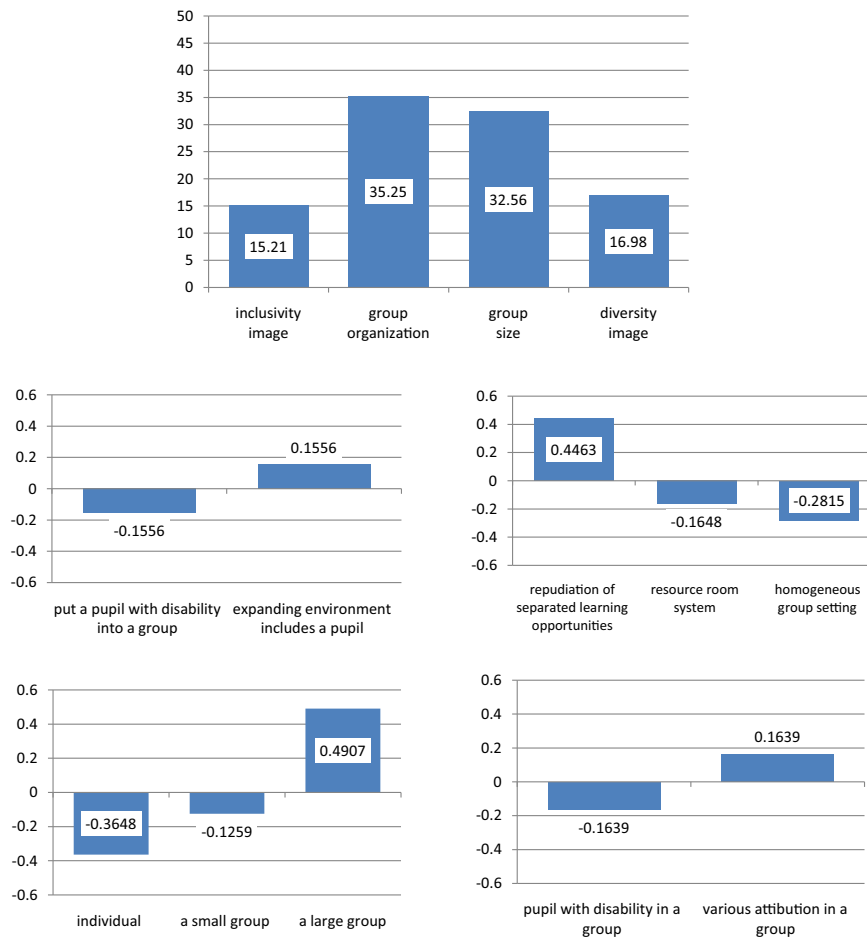 50
45
40
35
30
25
20
15
10
5
0
15.21
35.25
32.56
16.98
inclusivity
image
group
organization
group
size
diversity
image
0.6
0.4
0.2
0
-0.2
-0.4
-0.6
0.1556
-0.1556
put a pupil with disability
into a group
expanding environment
includes a pupil
0.6
0.4
0.2
0
-0.2
-0.4
-0.6
0.4463
-0.1648
-0.2815
repudiation of
separated learning
opportunities
resource room
system
homogeneous
group setting
0.6
0.4
0.2
0
-0.2
-0.4
-0.6
0.4907
-0.3648
-0.1259
individual
a small group
a large group
0.6
0.4
0.2
0
-0.2
-0.4
-0.6
0.1639
-0.1639
pupil with disability in a
group
various attibution in a
group